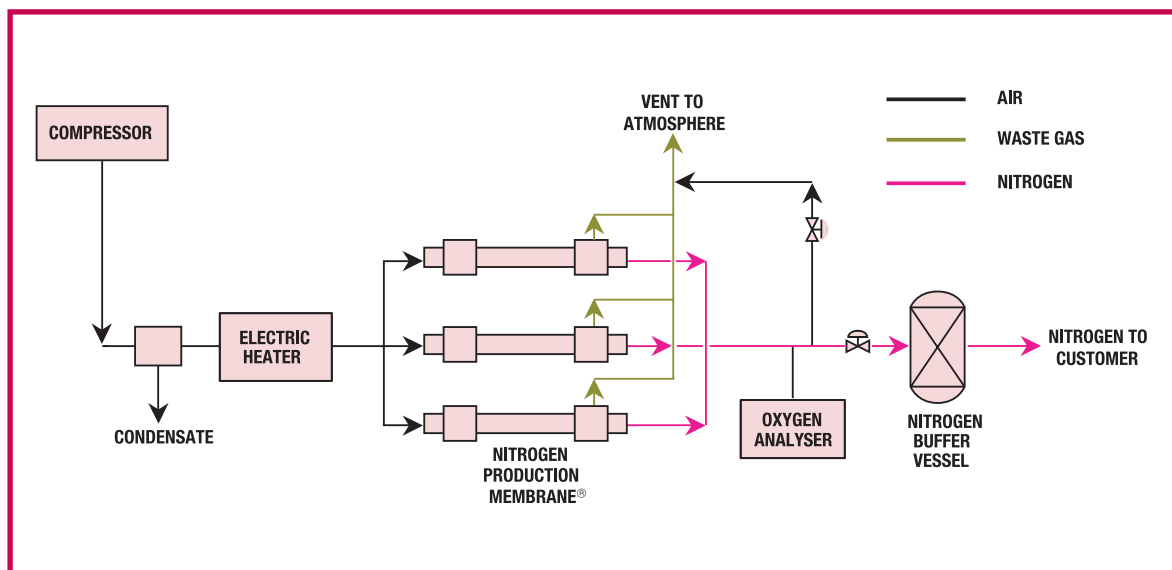 COMPRESSOR
VENT TO
ATMOSPHERE
AIR
WASTE GAS
NITROGEN
ELECTRIC
HEATER
CONDENSATE
NITROGEN
PRODUCTION
MEMBRANE®
OXYGEN
ANALYSER
NITROGEN
BUFFER
VESSEL
NITROGEN TO
CUSTOMER